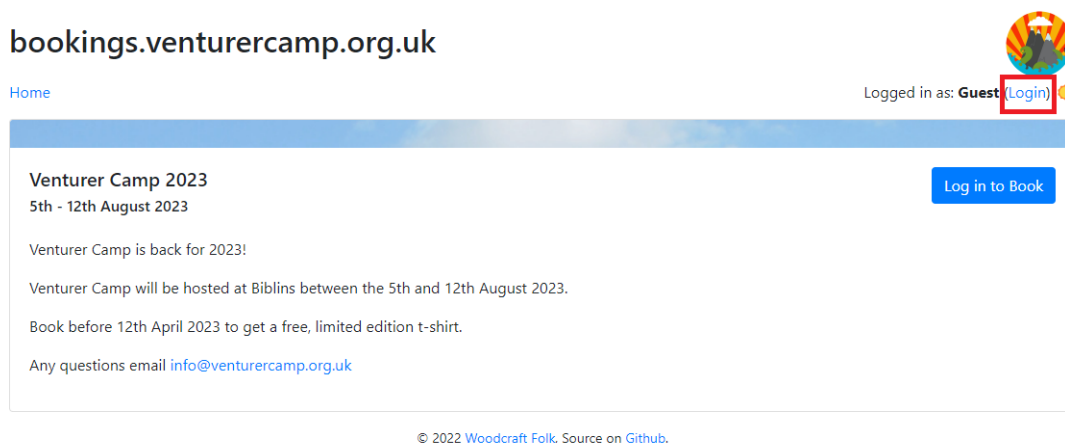 bookings.venturercamp.org.uk
Home
Logged in as: Guest (Login)
Venturer Camp 2023
Log in to Book
5th - 12th August 2023
Venturer Camp is back for 2023!
Venturer Camp will be hosted at Biblins between the 5th and 12th August 2023.
Book before 12th April 2023 to get a free, limited edition t-shirt.
Any questions email info@venturercamp.org.uk
© 2022 Woodcraft Folk. Source on Github.